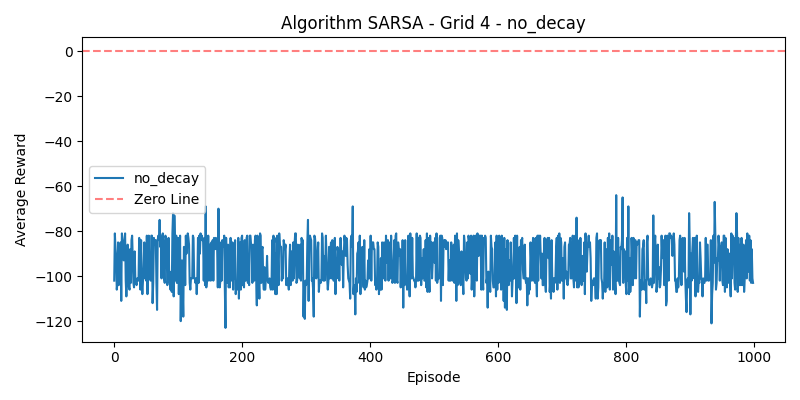 Algorithm SARSA - Grid 4 - no_decay
0
−20
−40
−60
−80
−100
−120
Average Reward
no_decay
Zero Line
0
200
400
600
800
1000
Episode